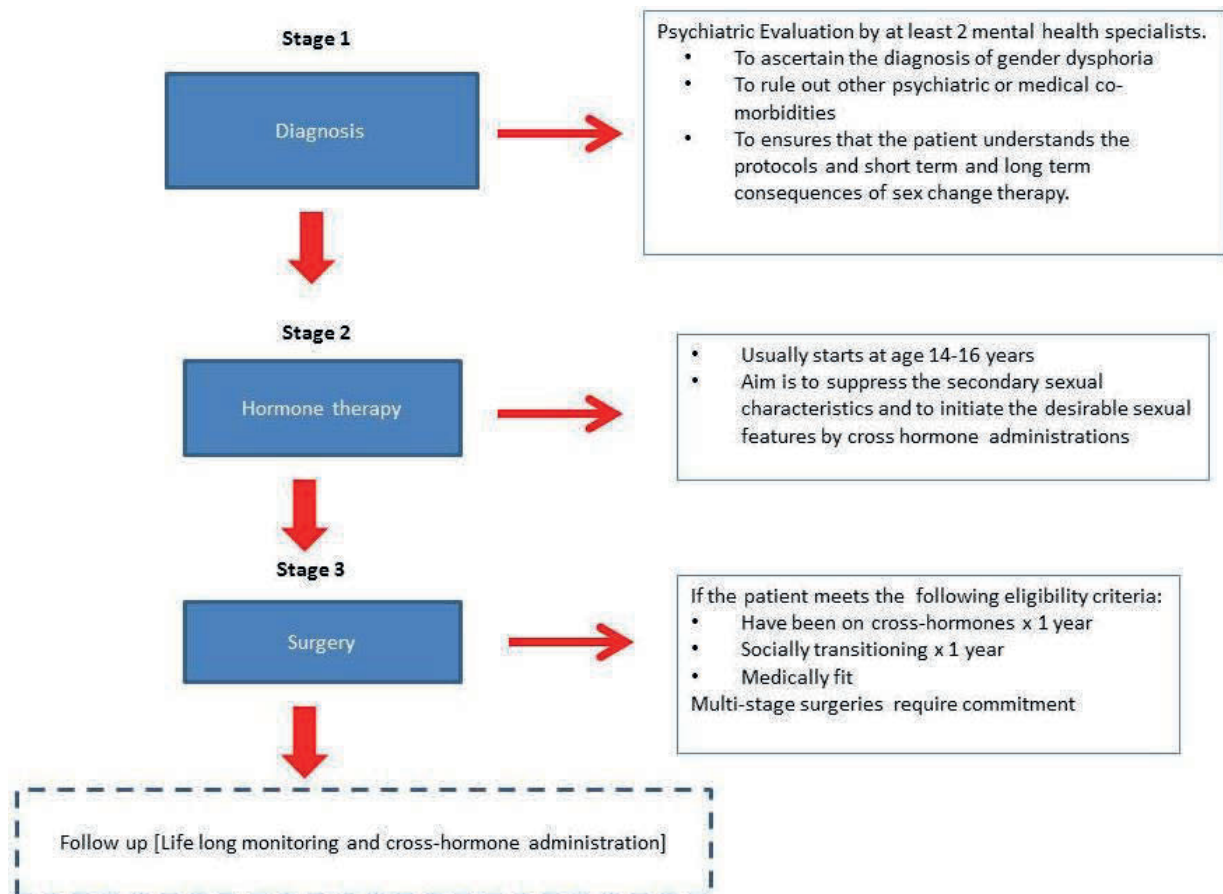 Stage 1
Diagnosis
Psychiatric Evaluation by at least 2 mental health specialists.
• To ascertain the diagnosis of gender dysphoria
• To rule out other psychiatric or medical co-
morbidities
• To ensures that the patient understands the
protocols and short term and long term
consequences of sex change therapy.
Stage 2
Hormone therapy
• Usually starts at age 14-16 years
• Aim is to suppress the secondary sexual
characteristics and to initiate the desirable sexual
features by cross hormone administrations
Stage 3
Surgery
If the patient meets the following eligibility criteria:
• Have been on cross-hormones x 1 year
• Socially transitioning x 1 year
• Medically fit
Multi-stage surgeries require commitment
Follow up [Life long monitoring and cross-hormone administration]